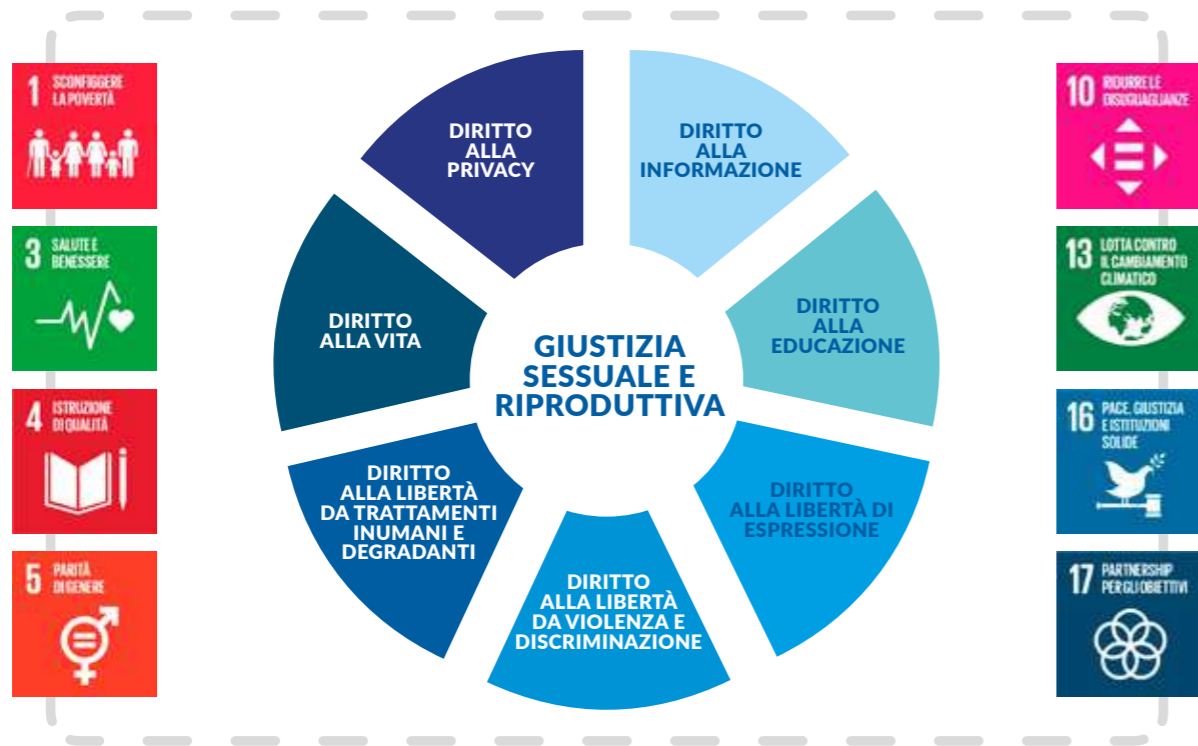 1 SCONFIGGERE
LA POVERTÀ
3 SALUTE E
BENESSERE
4 ISTRUZIONE
DI QUALITÀ
5 PARITÀ
DI GENERE
DIRITTO
ALLA
PRIVACY
DIRITTO
ALLA
INFORMAZIONE
DIRITTO
ALLA VITA
DIRITTO
ALLA
EDUCAZIONE
GIUSTIZIA
SESSUALE E
RIPRODUTTIVA
DIRITTO
ALLA LIBERTÀ
DA TRATTAMENTI
INUMANI E
DEGRADANTI
DIRITTO
ALLA LIBERTÀ DI
ESPRESSIONE
DIRITTO
ALLA LIBERTÀ
DA VIOLENZA E
DISCRIMINAZIONE
10 RIDURRE LE
DISUGUAGLIANZE
13 LOTTA CONTRO
IL CAMBIAMENTO
CLIMATICO
16 PACE, GIUSTIZIA
E ISTITUZIONI
SOLIDE
17 PARTNERSHIP
PER GLI OBIETTIVI